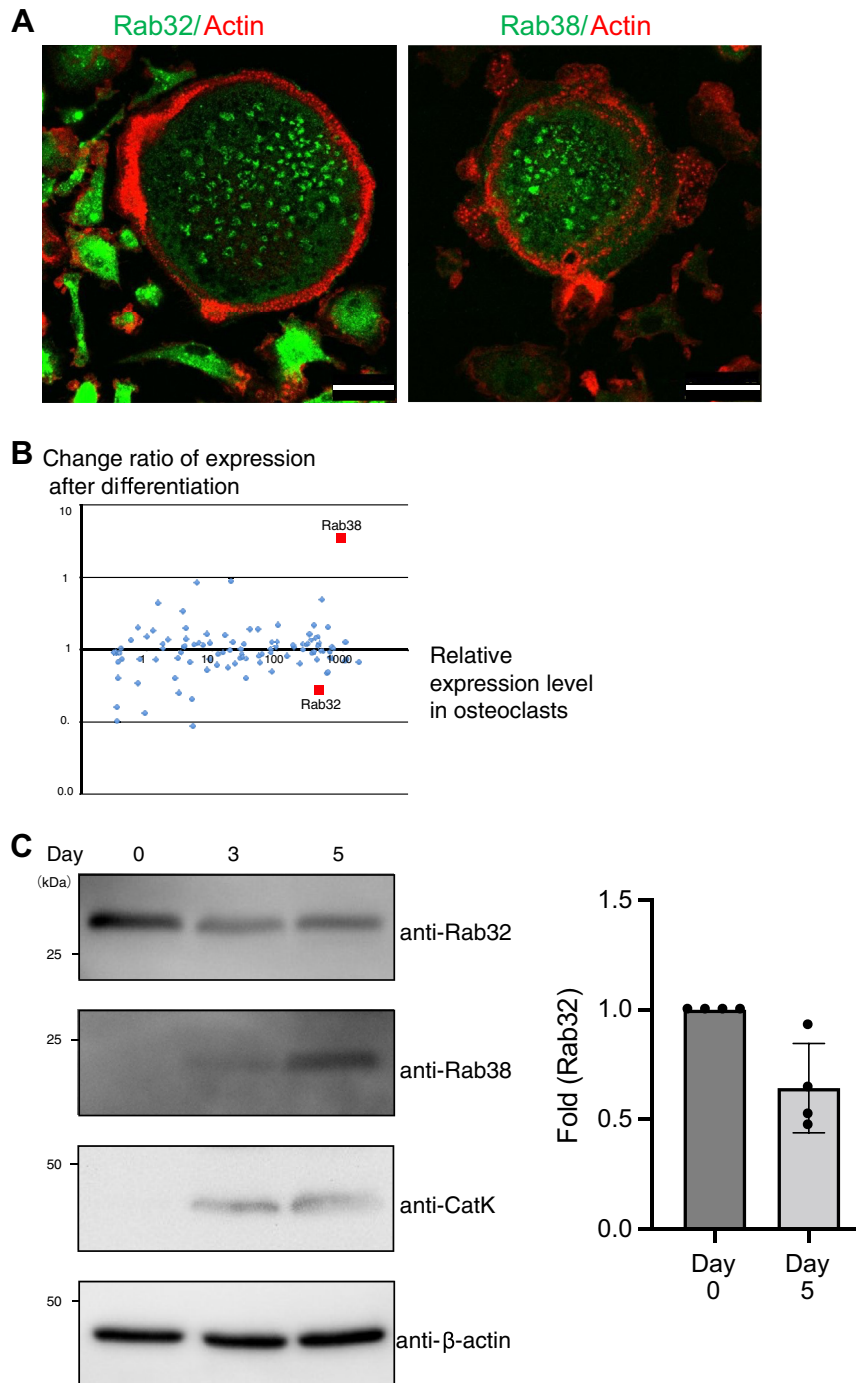 A
Rab32/Actin
Rab38/Actin
B
Change ratio of expression
after differentiation
10
Rab38
1
1
1
10
100
1000
Rab32
0.
0.0
Relative
expression level
in osteoclasts
C
Day 0 3 5
(kDa)
25
anti-Rab32
25
anti-Rab38
50
anti-CatK
50
anti-β-actin
1.5
1.0
0.5
0.0
Fold (Rab32)
Day Day
0 5